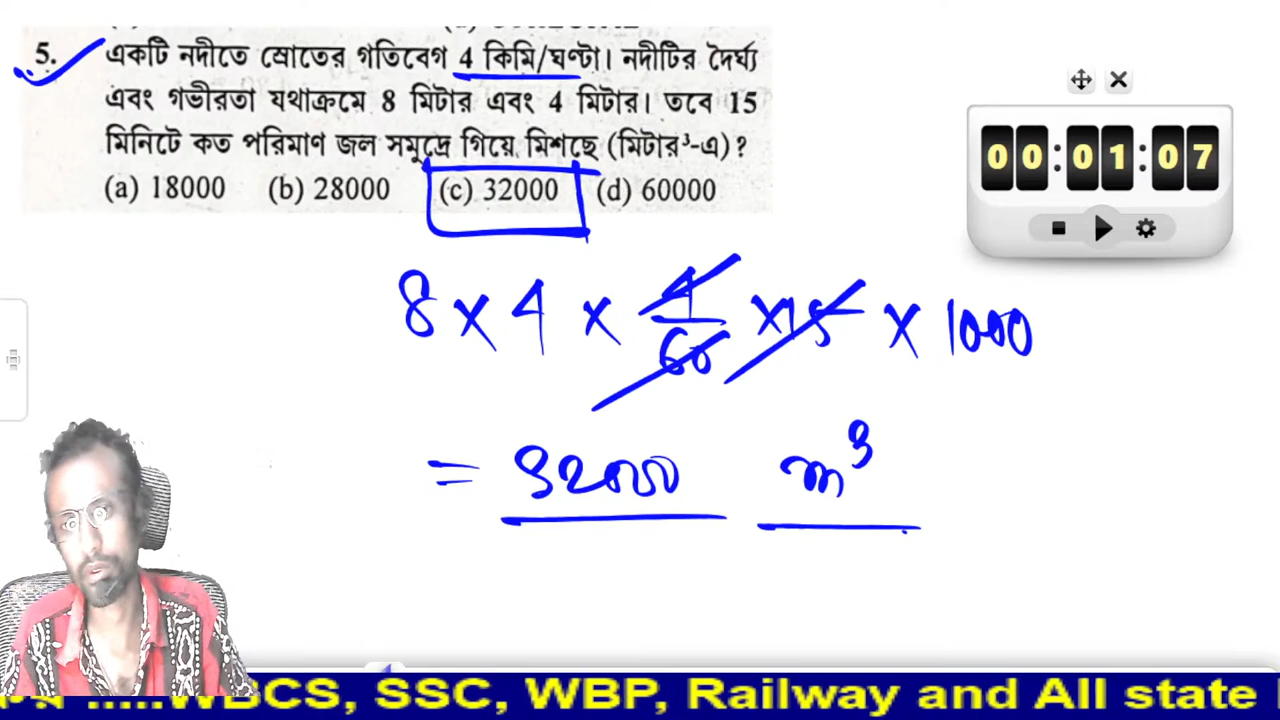 5. একটি নদীতে স্রোতের গতিবেগ 4 কিমি/ঘণ্টা। নদীটির দৈর্ঘ্য
এবং গভীরতা যথাক্রমে 8 মিটার এবং 4 মিটার। তবে 15
মিনিটে কত পরিমাণ জল সমুদ্রে গিয়ে মিশছে (মিটার³-এ)?
(a) 18000 (b) 28000 (c) 32000 (d) 60000
00:01:07
8 × 4 × 4/60 × 15 × 1000
= 32000 m³
.....WBCS, SSC, WBP, Railway and All state